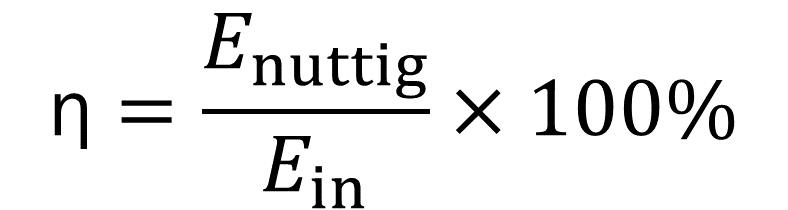 η = E_nuttig / E_in × 100%